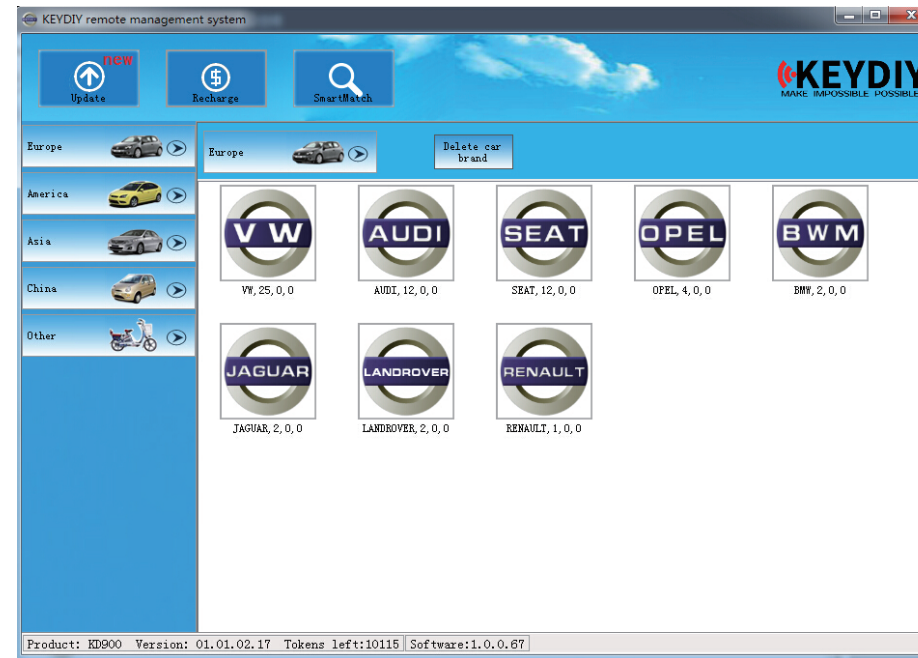 KEYDIY remote management system
new
Update
Recharge
SmartMatch
KEYDIY
MAKE IMPOSSIBLE POSSIBLE
Europe
America
Asia
China
Other
Europe
Delete car
brand
VW
AUDI
SEAT
OPEL
BWM
VW, 25, 0, 0
AUDI, 12, 0, 0
SEAT, 12, 0, 0
OPEL, 4, 0, 0
BMW, 2, 0, 0
JAGUAR
LANDROVER
RENAULT
JAGUAR, 2, 0, 0
LANDROVER, 2, 0, 0
RENAULT, 1, 0, 0
Product: KD900 Version: 01.01.02.17 Tokens left:10115 Software:1.0.0.67